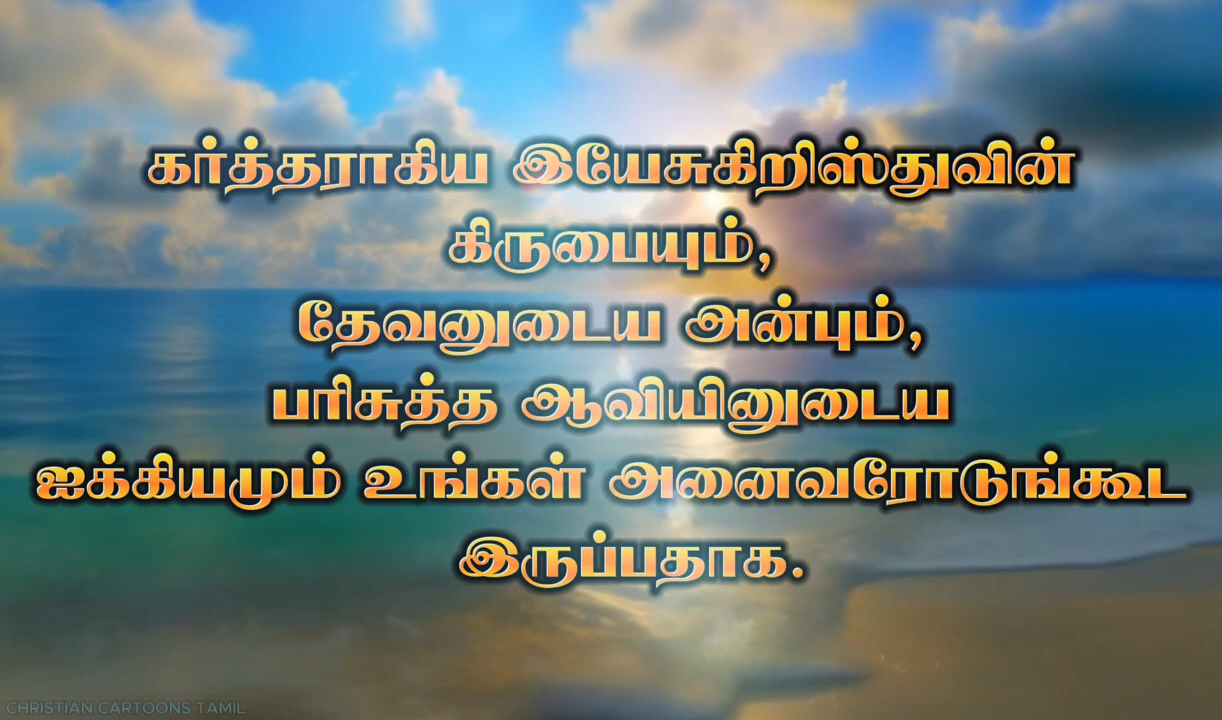 கர்த்தராகிய இயேசுகிறிஸ்துவின்
கிருபையும்,
தேவனுடைய அன்பும்,
பரிசுத்த ஆவியினுடைய
ஐக்கியமும் உங்கள் அனைவரோடுங்கூட
இருப்பதாக.
CHRISTIAN CARTOONS TAMIL